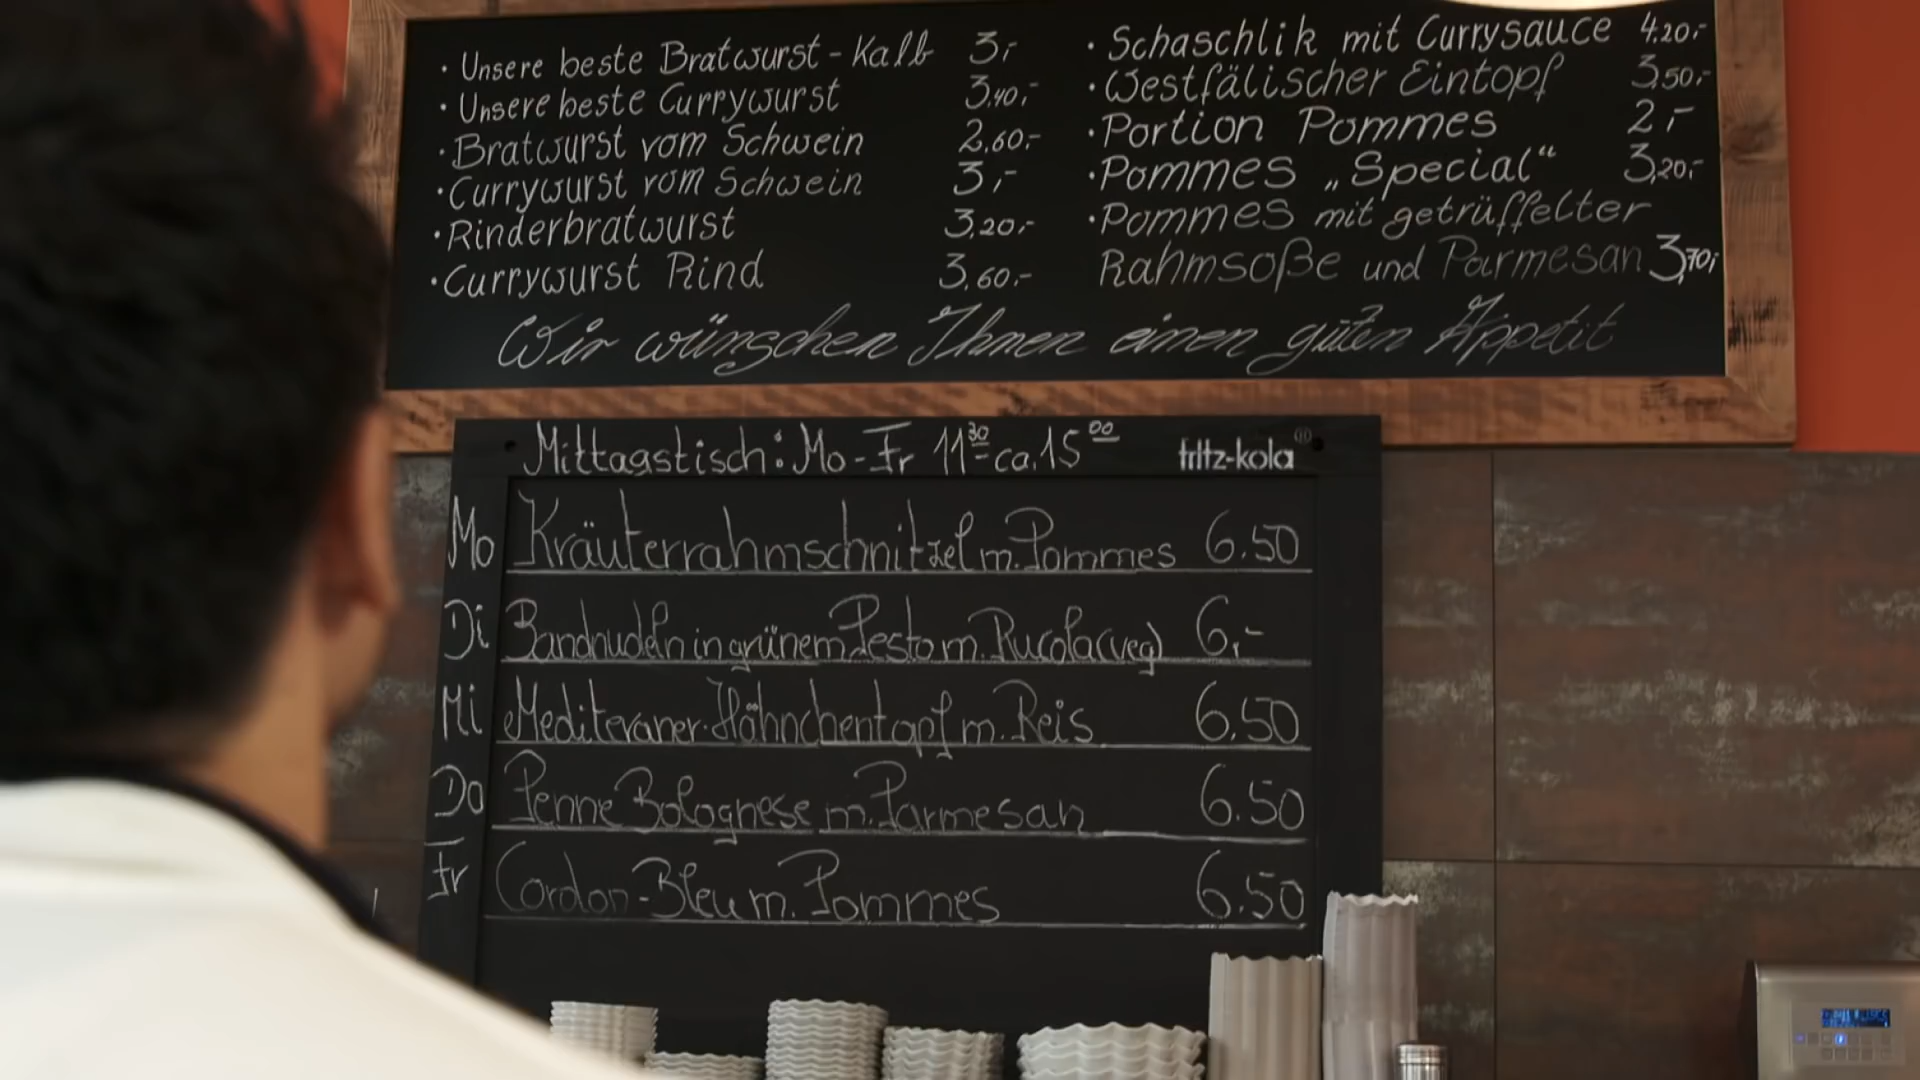 · Unsere beste Bratwurst - Kalb 3,-
· Unsere beste Currywurst 3,40,-
· Bratwurst vom Schwein 2,60,-
· Currywurst vom Schwein 3,-
· Rinderbratwurst 3,20,-
· Currywurst Rind 3,60,-
· Schaschlik mit Currysauce 4,20,-
· Westfälischer Eintopf 3,50,-
· Portion Pommes 2,-
· Pommes „Special“ 3,20,-
· Pommes mit getrüffelter
Rahmsoße und Parmesan 3,70,-
Wir wünschen Ihnen einen guten Appetit
Mittagstisch: Mo-Fr 11³⁰-ca.15⁰⁰ fritz-kola
Mo Kräuterrahmschnitzel m. Pommes 6.50
Di Bandnudeln in grünem Pesto m. Rucola (veg) 6,-
Mi Mediteraner-Hähnchentopf m. Reis 6.50
Do Penne Bolognese m. Parmesan 6.50
Fr Cordon-Bleu m. Pommes 6.50